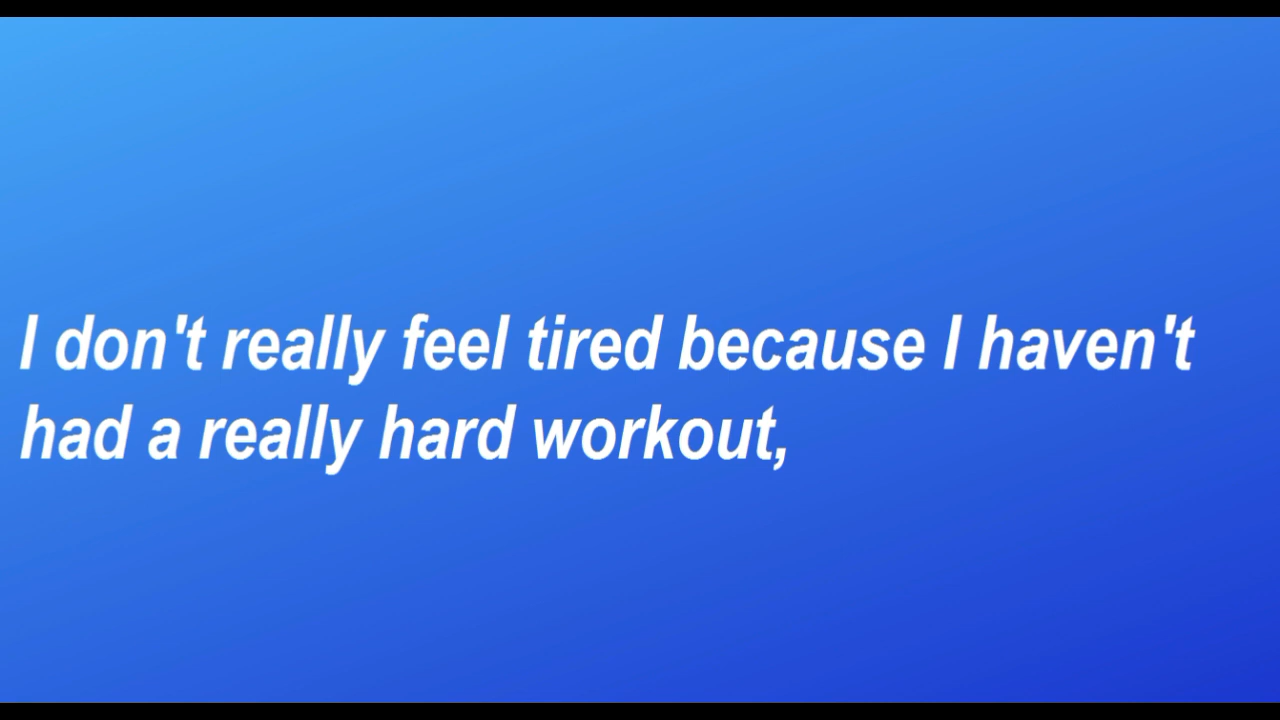 I don't really feel tired because I haven't
had a really hard workout,